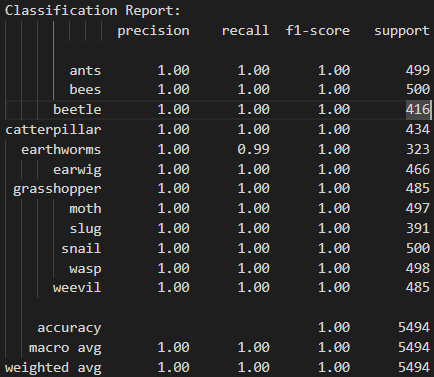 Classification Report:
precision recall f1-score support
ants 1.00 1.00 1.00 499
bees 1.00 1.00 1.00 500
beetle 1.00 1.00 1.00 416
catterpillar 1.00 1.00 1.00 434
earthworms 1.00 0.99 1.00 323
earwig 1.00 1.00 1.00 466
grasshopper 1.00 1.00 1.00 485
moth 1.00 1.00 1.00 497
slug 1.00 1.00 1.00 391
snail 1.00 1.00 1.00 500
wasp 1.00 1.00 1.00 498
weevil 1.00 1.00 1.00 485
accuracy 1.00 5494
macro avg 1.00 1.00 1.00 5494
weighted avg 1.00 1.00 1.00 5494